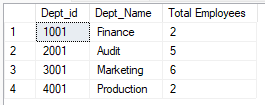 Dept_id Dept_Name Total Employees
1 1001 Finance 2
2 2001 Audit 5
3 3001 Marketing 6
4 4001 Production 2